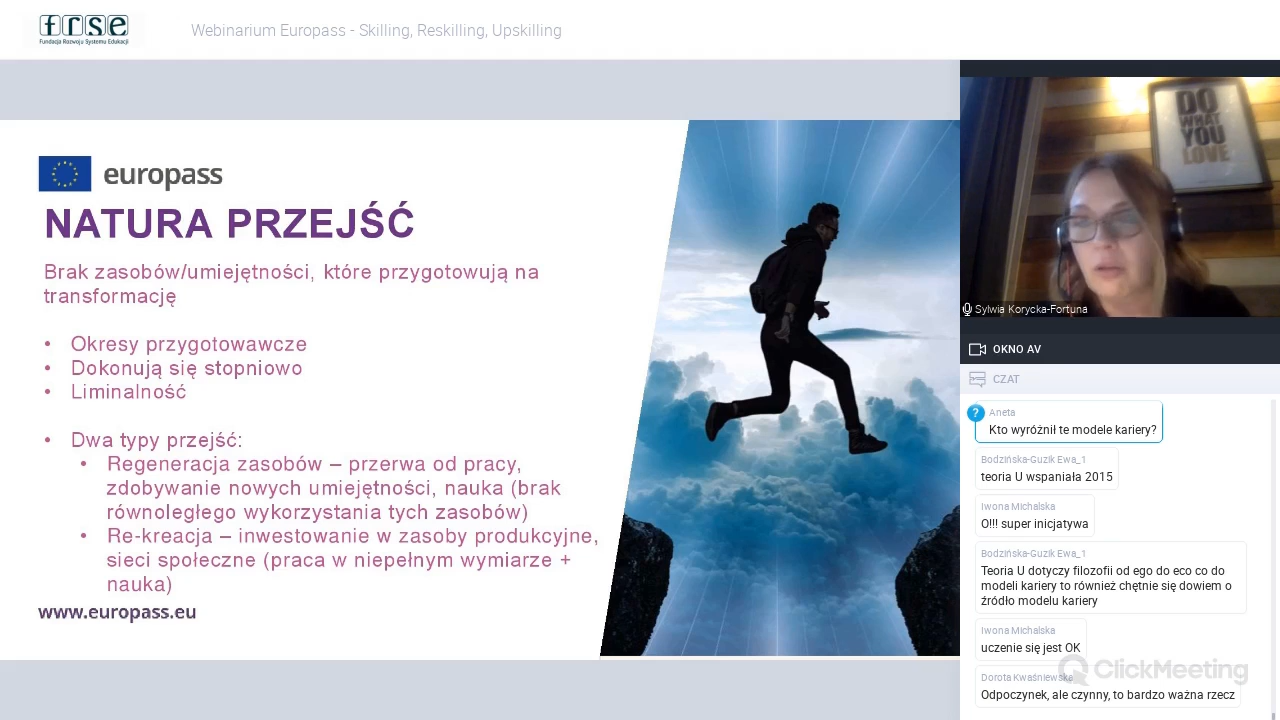 frse
Fundacja Rozwoju Systemu Edukacji
Webinarium Europass - Skilling, Reskilling, Upskilling
europass
NATURA PRZEJŚĆ
Brak zasobów/umiejętności, które przygotowują na
transformację
• Okresy przygotowawcze
• Dokonują się stopniowo
• Liminalność
• Dwa typy przejść:
• Regeneracja zasobów – przerwa od pracy,
zdobywanie nowych umiejętności, nauka (brak
równoległego wykorzystania tych zasobów)
• Re-kreacja – inwestowanie w zasoby produkcyjne,
sieci społeczne (praca w niepełnym wymiarze +
nauka)
www.europass.eu
DO
WHAT
YOU
LOVE
Sylwia Korycka-Fortuna
OKNO AV
CZAT
?
Aneta
Kto wyróżnił te modele kariery?
Bodzińska-Guzik Ewa_1
teoria U wspaniała 2015
Iwona Michalska
O!!! super inicjatywa
Bodzińska-Guzik Ewa_1
Teoria U dotyczy filozofii od ego do eco co do
modeli kariery to również chętnie się dowiem o
źródło modelu kariery
Iwona Michalska
uczenie się jest OK
ClickMeeting
Dorota Kwaśniewska
Odpoczynek, ale czynny, to bardzo ważna rzecz